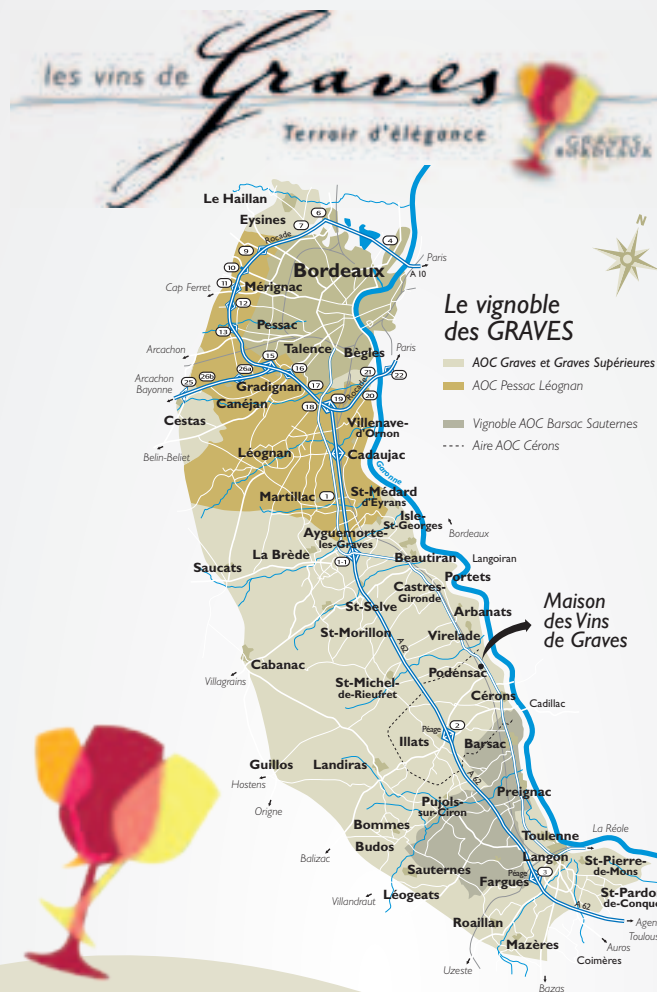 les vins de Graves
Terroir d'élégance
GRAVES
BORDEAUX
Le Haillan
Eysines
7
6
4
Rocade
Paris
A 10
9
10
11
Mérignac
Bordeaux
Cap Ferret
12
13
Pessac
Le vignoble
des GRAVES
N
Arcachon
Talence
Bègles
Paris
AOC Graves et Graves Supérieures
AOC Pessac Léognan
Vignoble AOC Barsac Sauternes
Aire AOC Cérons
Arcachon
Bayonne
25
26b
26a
15
16
17
18
19
20
21
22
Rocade
Gradignan
Canéjan
Cestas
Villenave-
d'Ornon
Belin-Beliet
Léognan
Cadaujac
Garonne
Martillac
1
St-Médard
d'Eyrans
Isle-
St-Georges
Bordeaux
Ayguemorte-
les-Graves
La Brède
1-1
Beautiran
Langoiran
Saucats
Castres-
Gironde
Portets
St-Selve
Arbanats
Maison
des Vins
de Graves
St-Morillon
A 62
Virelade
Cabanac
Villagrains
St-Michel-
de-Rieufret
Podensac
Cérons
Cadillac
Péage
2
Illats
Barsac
Guillos
Landiras
A 62
Hostens
Origne
Preignac
Pujols-
sur-Ciron
Bommes
Budos
Balizac
Toulenne
La Réole
Langon
St-Pierre-
de-Mons
Sauternes
Péage
3
Fargues
Villandraut
Léogeats
St-Pardo
de-Conqu
A 62
Roaillan
Agen
Toulous
Mazères
Auros
Coimères
Uzeste
Bazas